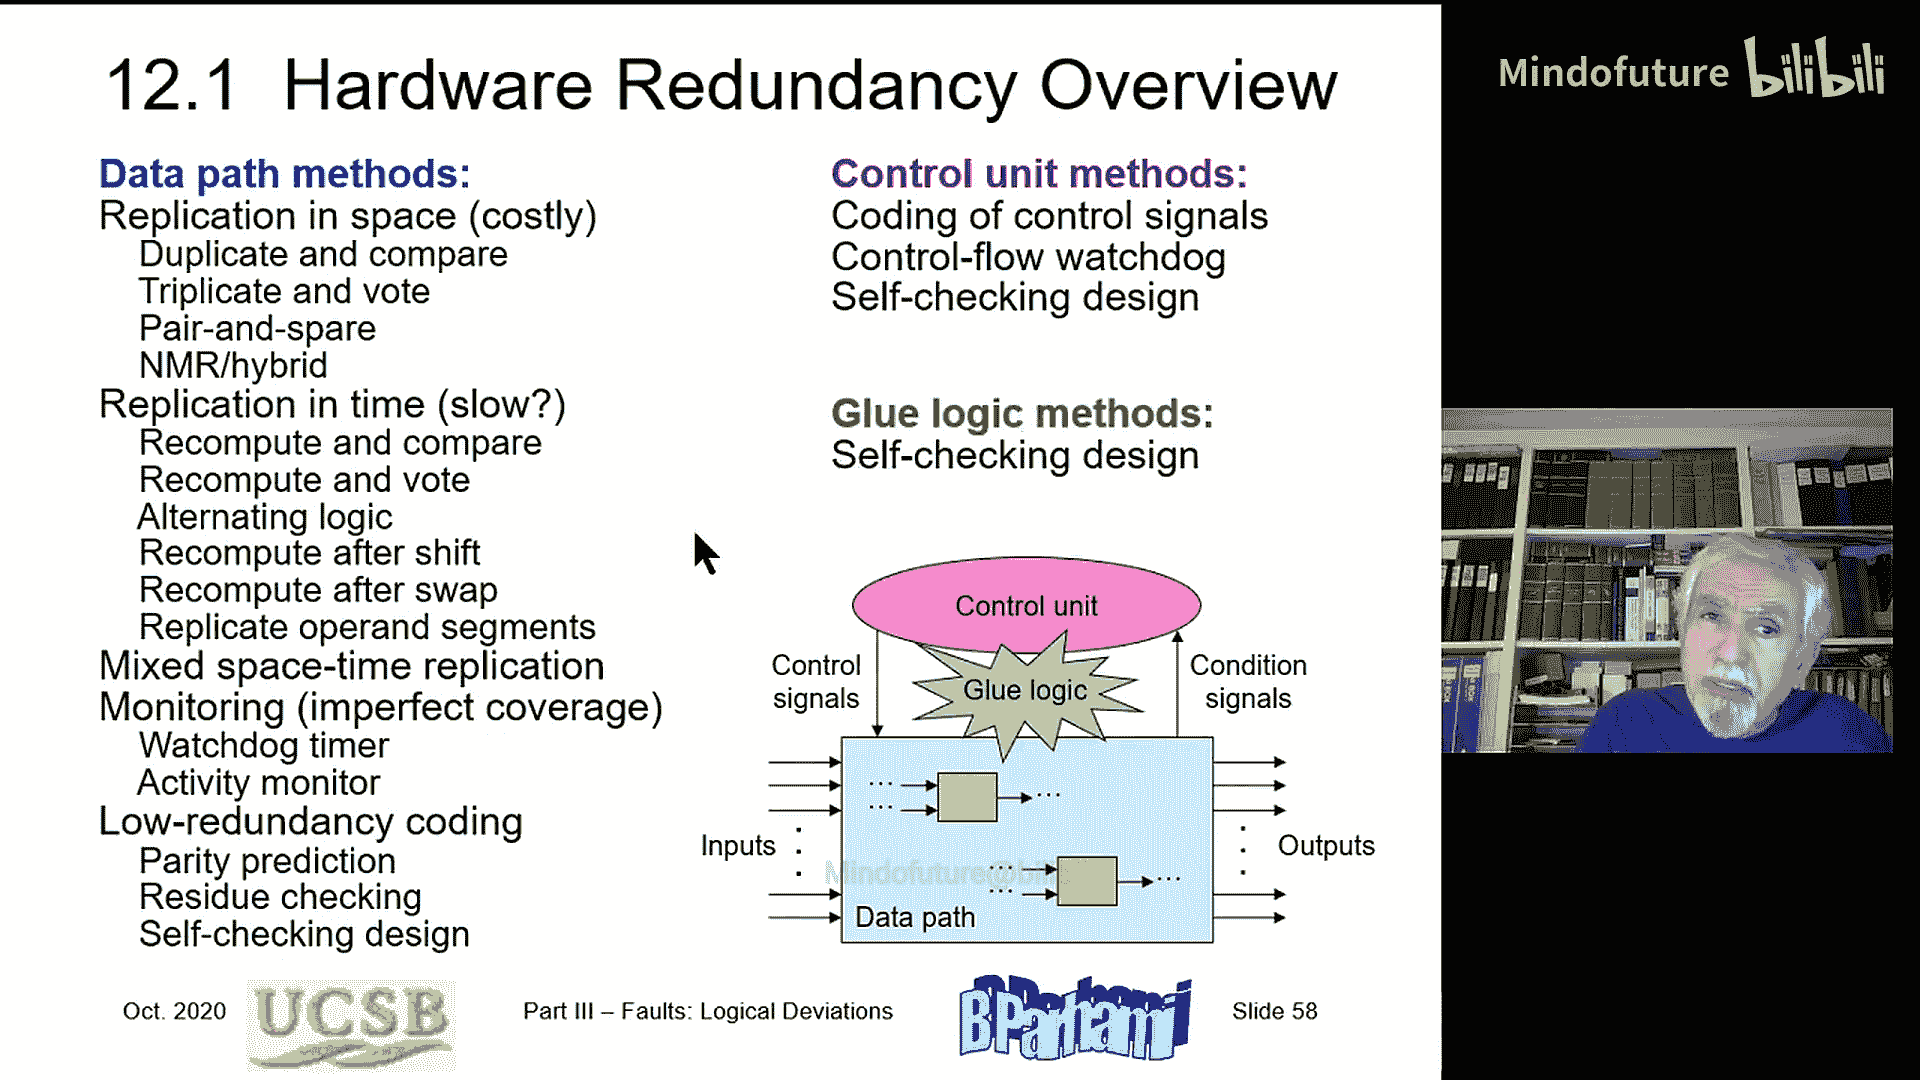 12.1 Hardware Redundancy Overview
Data path methods:
Replication in space (costly)
Duplicate and compare
Triplicate and vote
Pair-and-spare
NMR/hybrid
Replication in time (slow?)
Recompute and compare
Recompute and vote
Alternating logic
Recompute after shift
Recompute after swap
Replicate operand segments
Mixed space-time replication
Monitoring (imperfect coverage)
Watchdog timer
Activity monitor
Low-redundancy coding
Parity prediction
Residue checking
Self-checking design
Control unit methods:
Coding of control signals
Control-flow watchdog
Self-checking design
Glue logic methods:
Self-checking design
Control unit
Control
signals
Glue logic
Condition
signals
Inputs
Outputs
Data path
Mindofuture@bili
Oct. 2020
UCSB
Part III – Faults: Logical Deviations
B Parhami
Slide 58
Mindofuture bilibili